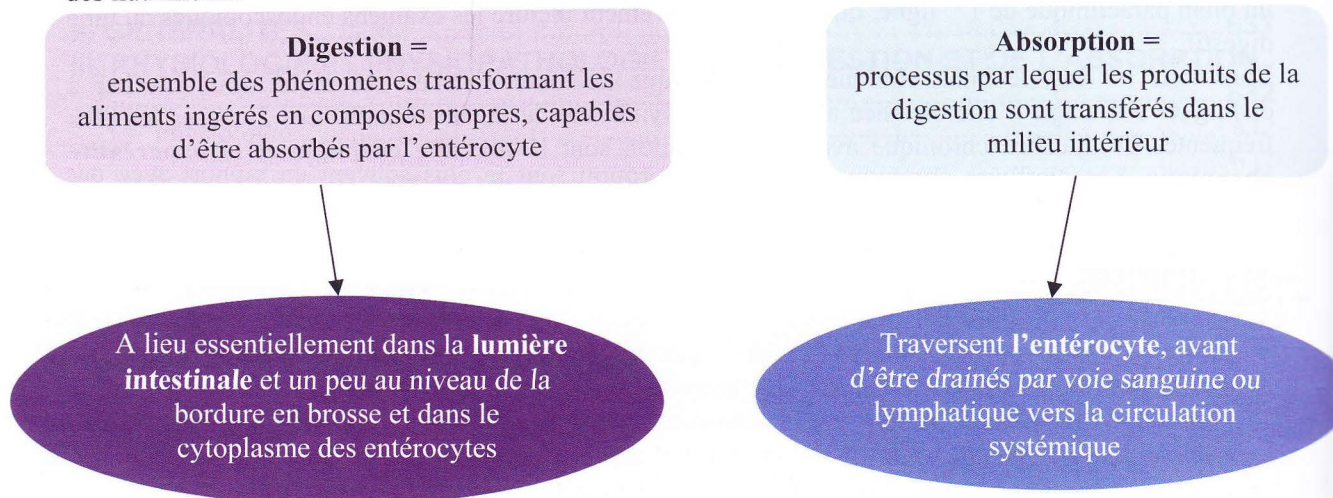 Digestion =
ensemble des phénomènes transformant les
aliments ingérés en composés propres, capables
d'être absorbés par l'entérocyte
Absorption =
processus par lequel les produits de la
digestion sont transférés dans le
milieu intérieur
A lieu essentiellement dans la lumière
intestinale et un peu au niveau de la
bordure en brosse et dans le
cytoplasme des entérocytes
Traversent l'entérocyte, avant
d'être drainés par voie sanguine ou
lymphatique vers la circulation
systémique